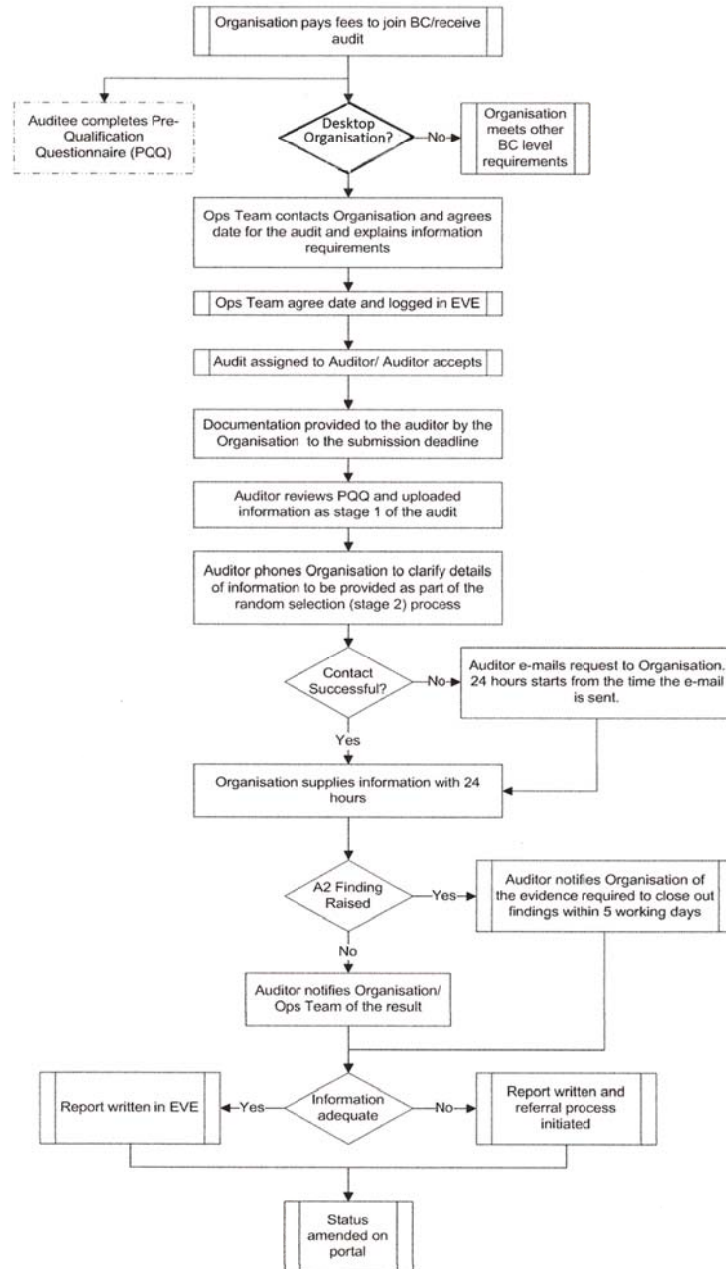 Organisation pays fees to join BC/receive
audit
Auditee completes Pre-
Qualification
Questionnaire (PCQ)
Desktop
Organisation?
No
Organisation
meets other
BC level
requirements
Ops Team contacts Organisation and agrees
date for the audit and explains information
requirements
Ops Team agree date and logged in EVE
Audit assigned to Auditor/ Auditor accepts
Documentation provided to the auditor by the
Organisation to the submission deadline
Auditor reviews PQQ and uploaded
information as stage 1 of the audit
Auditor phones Organisation to clarify details
of information to be provided as part of the
random selection (stage 2) process
Contact
Successful?
No
Auditor e-mails request to Organisation.
24 hours starts from the time the e-mail
is sent.
Yes
Organisation supplies information with 24
hours
A2 Finding
Raised
Yes
Auditor notifies Organisation of
the evidence required to close out
findings within 5 working days
No
Auditor notifies Organisation/
Ops Team of the result
Report written in EVE
Yes
Information
adequate
No
Report written and
referral process
initiated
Status
amended on
portal